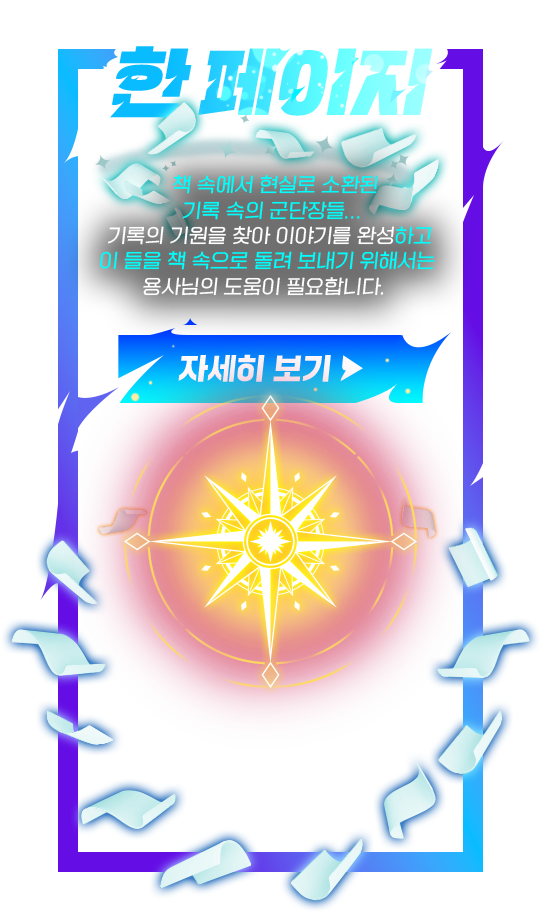 한 페이지
책 속에서 현실로 소환된
기록 속의 군단장들...
기록의 기원을 찾아 이야기를 완성하고
이 들을 책 속으로 돌려 보내기 위해서는
용사님의 도움이 필요합니다.
자세히 보기